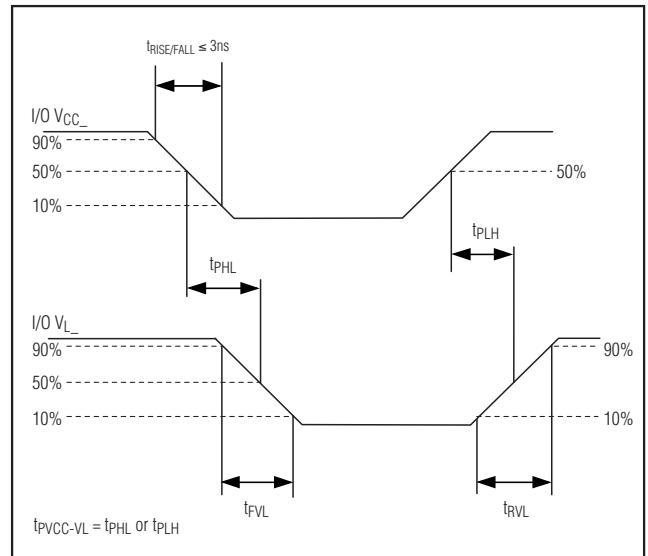 tRISE/FALL ≤ 3ns
I/O VCC_
90%
50%
50%
10%
tPHL
tPLH
I/O VL_
90%
90%
50%
10%
10%
tFVL
tRVL
tPVCC-VL = tPHL or tPLH